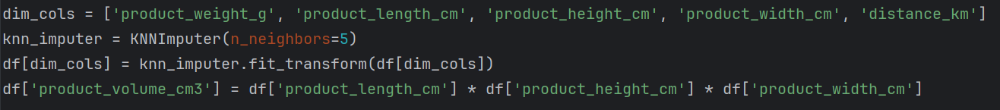 dim_cols = ['product_weight_g', 'product_length_cm', 'product_height_cm', 'product_width_cm', 'distance_km']
knn_imputer = KNNImputer(n_neighbors=5)
df[dim_cols] = knn_imputer.fit_transform(df[dim_cols])
df['product_volume_cm3'] = df['product_length_cm'] * df['product_height_cm'] * df['product_width_cm']